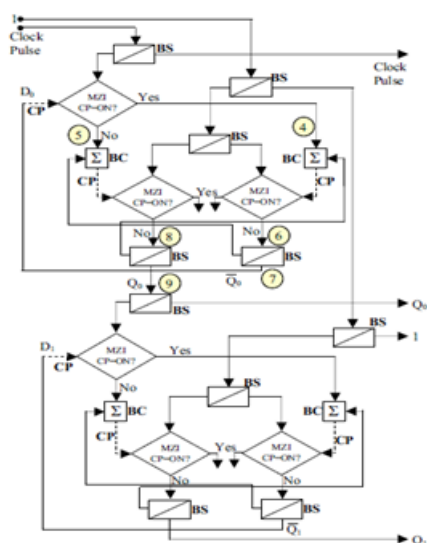 1
Clock
Pulse
BS
Clock
Pulse
D₀
CP
MZI
CP=ON?
Yes
BS
5
No
4
Σ
BC
BS
BC
Σ
CP
CP
MZI
CP=ON?
Yes
MZI
CP=ON?
No
8
No
6
BS
BS
Q₀
9
Q̅₀
7
BS
Q₀
D₁
CP
MZI
CP=ON?
Yes
BS
1
No
Σ
BC
BS
BC
Σ
CP
CP
MZI
CP=ON?
Yes
MZI
CP=ON?
No
No
BS
BS
Q̅₁